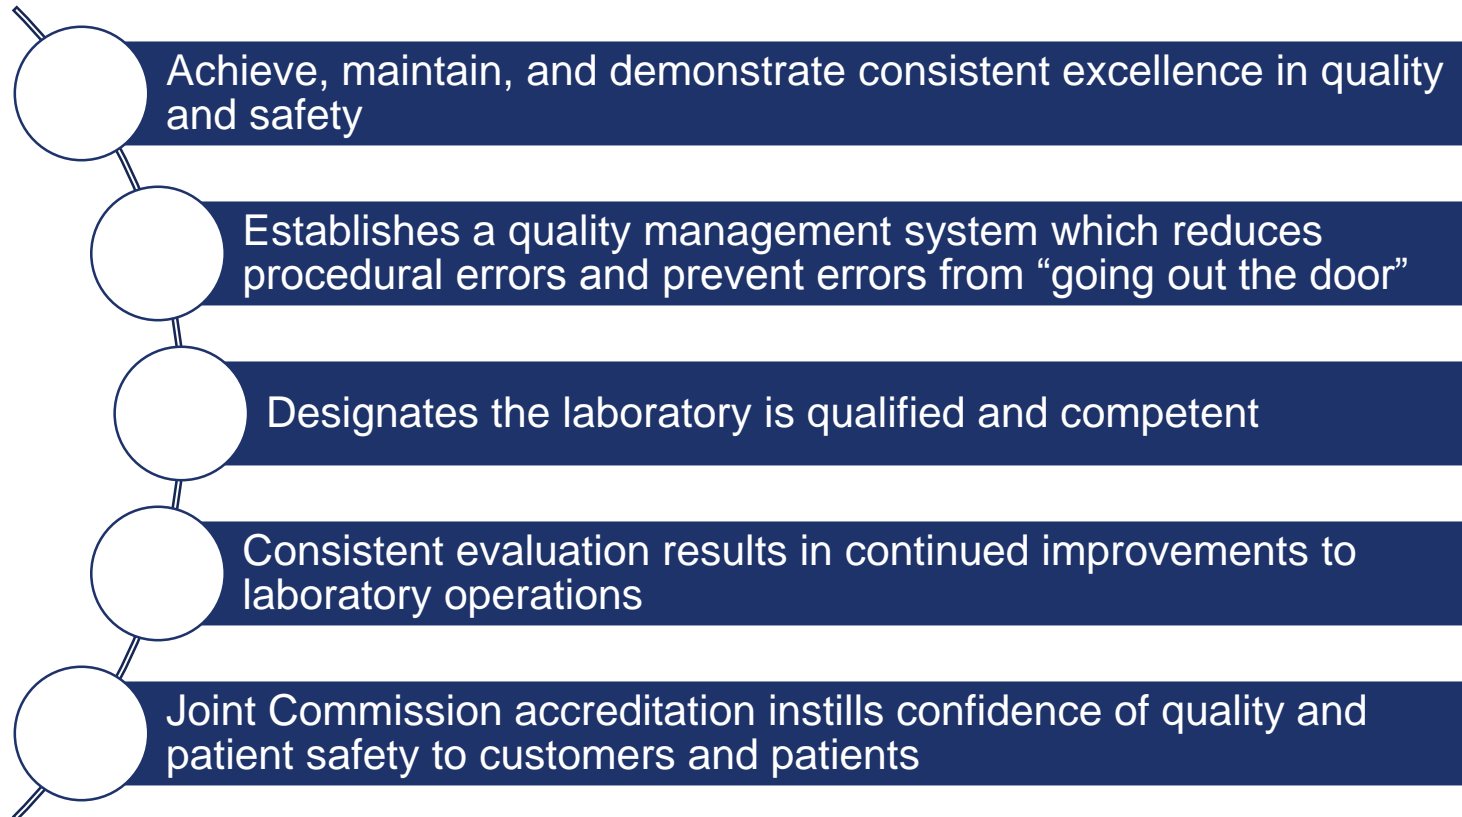 Achieve, maintain, and demonstrate consistent excellence in quality
and safety
Establishes a quality management system which reduces
procedural errors and prevent errors from “going out the door”
Designates the laboratory is qualified and competent
Consistent evaluation results in continued improvements to
laboratory operations
Joint Commission accreditation instills confidence of quality and
patient safety to customers and patients